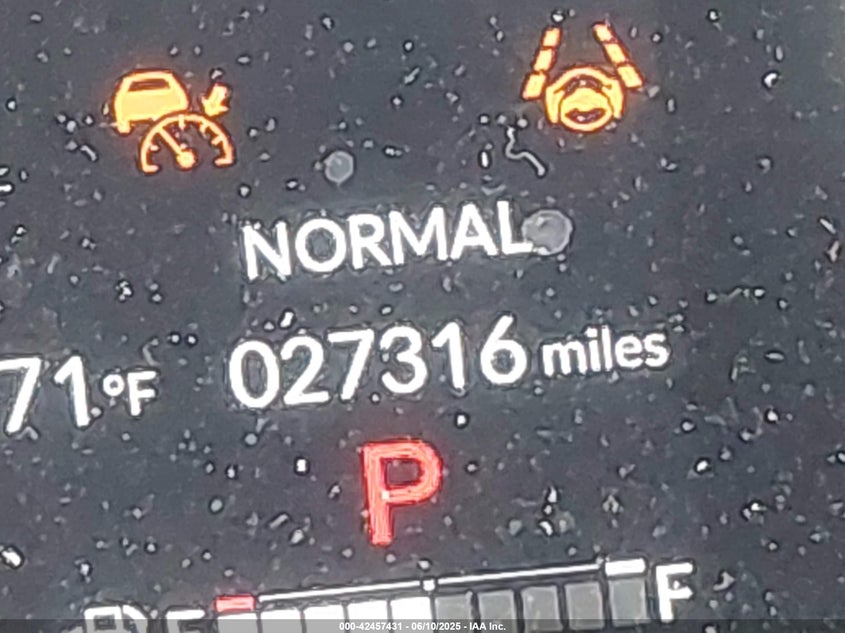 NORMAL
71°F 027316 miles
P
E F
000-42457431 - 06/10/2025 - IAA Inc.